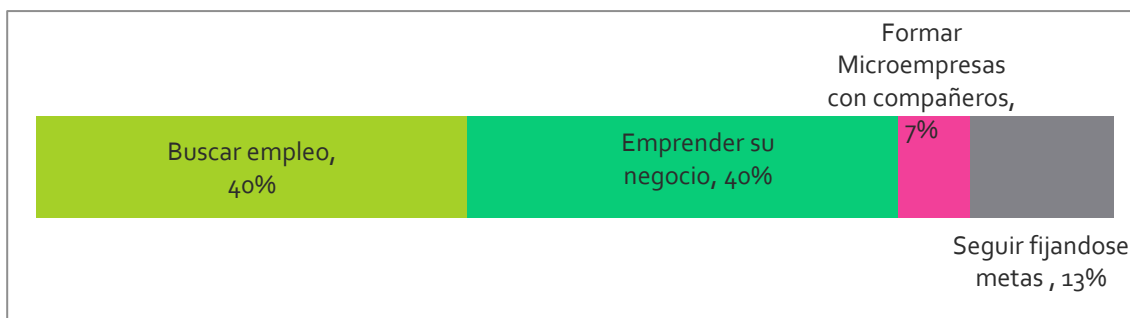 Buscar empleo,
40%
Emprender su
negocio, 40%
Formar
Microempresas
con compañeros,
7%
Seguir fijandose
metas , 13%